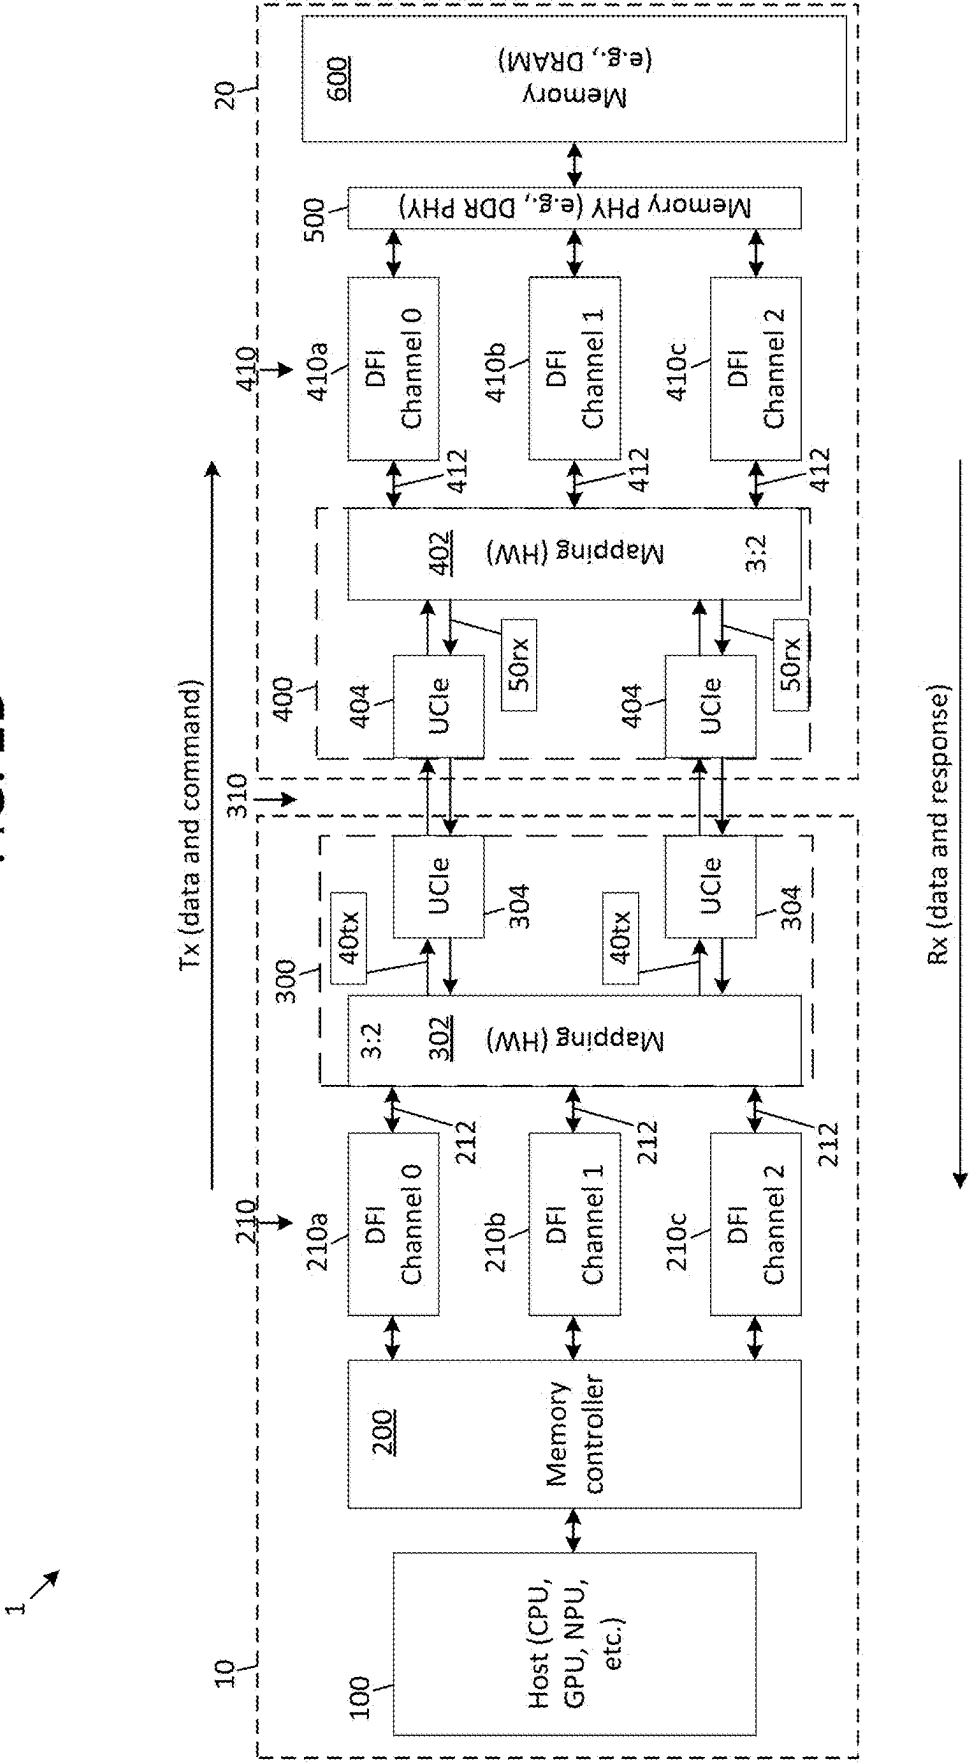 1
Tx (data and command)
Rx (data and response)
10
20
100
Host (CPU,
GPU, NPU,
etc.)
200
Memory
controller
210
210a
DFI
Channel 0
210b
DFI
Channel 1
210c
DFI
Channel 2
212
212
212
300
3:2
302
Mapping (HW)
40tx
40tx
UCIe
304
UCIe
304
310
400
404
UCIe
404
UCIe
50rx
50rx
402
Mapping (HW)
3:2
412
412
412
410
410a
DFI
Channel 0
410b
DFI
Channel 1
410c
DFI
Channel 2
500
Memory PHY (e.g., DDR PHY)
600
Memory
(e.g., DRAM)